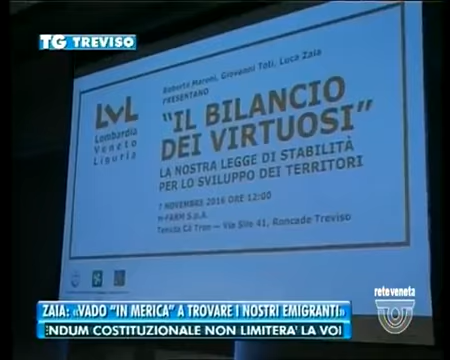 TG TREVISO
Roberto Maroni, Giovanni Toti, Luca Zaia
PRESENTANO
"IL BILANCIO
DEI VIRTUOSI"
LA NOSTRA LEGGE DI STABILITÀ
PER LO SVILUPPO DEI TERRITORI
7 NOVEMBRE 2016 ORE 12:00
H-FARM S.p.A.
Tenuta Cà Tron — Via Sile 41, Roncade Treviso
LVL
Lombardia
Veneto
Liguria
ZAIA: «VADO "IN MERICA" A TROVARE I NOSTRI EMIGRANTI»
ENDUM COSTITUZIONALE NON LIMITERA' LA VOI
reteveneta